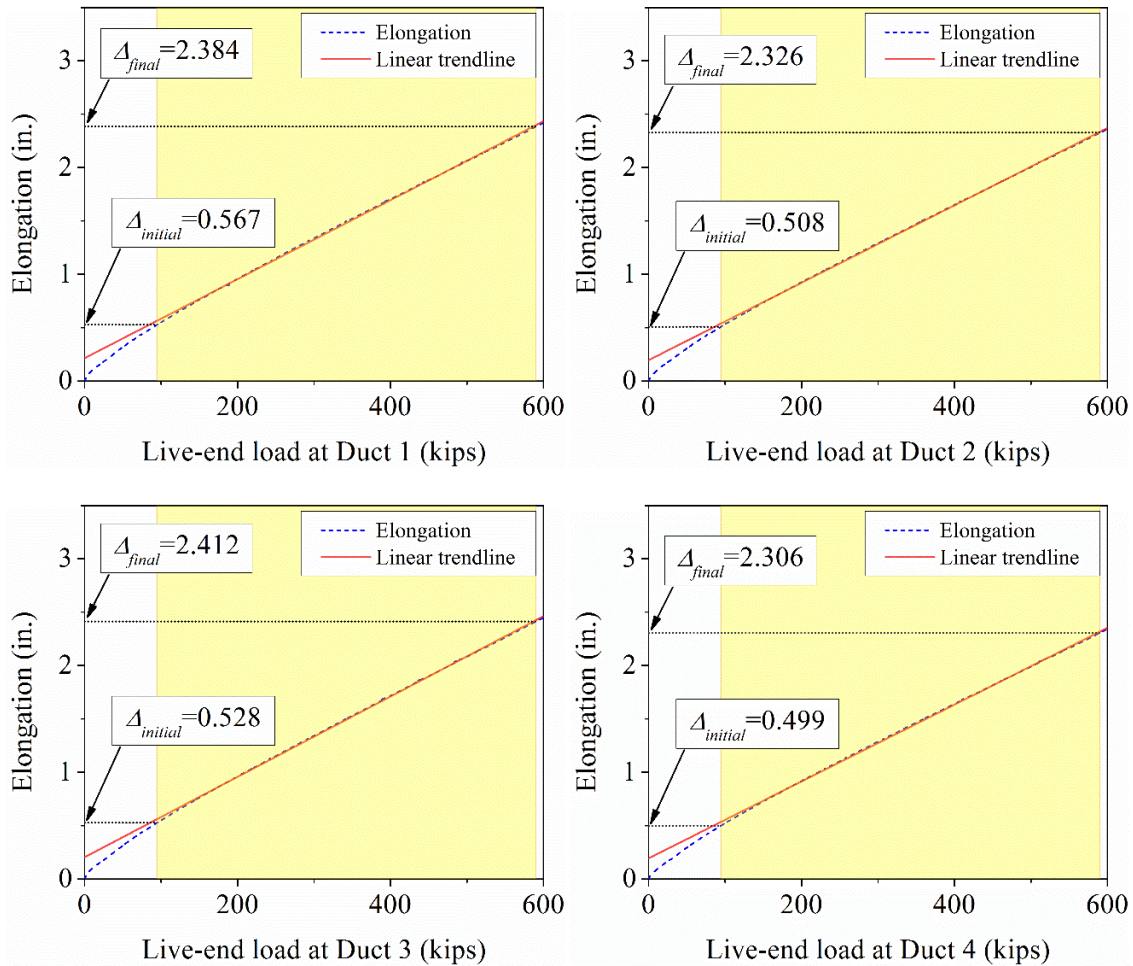 Elongation
Linear trendline
Δfinal=2.384
Δinitial=0.567
Elongation (in.)
3
2
1
0
0 200 400 600
Live-end load at Duct 1 (kips)
Elongation
Linear trendline
Δfinal=2.326
Δinitial=0.508
Elongation (in.)
3
2
1
0
0 200 400 600
Live-end load at Duct 2 (kips)
Elongation
Linear trendline
Δfinal=2.412
Δinitial=0.528
Elongation (in.)
3
2
1
0
0 200 400 600
Live-end load at Duct 3 (kips)
Elongation
Linear trendline
Δfinal=2.306
Δinitial=0.499
Elongation (in.)
3
2
1
0
0 200 400 600
Live-end load at Duct 4 (kips)